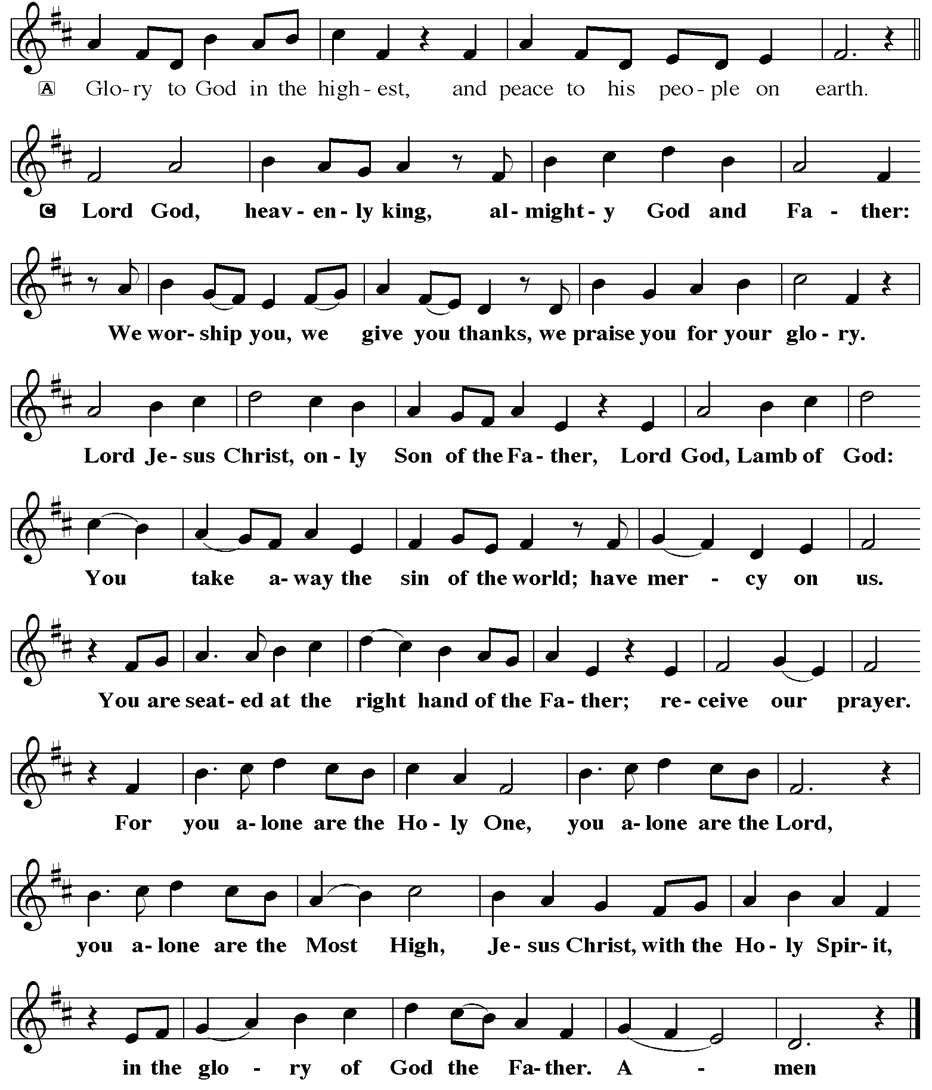 A Glo - ry to God in the high - est, and peace to his peo - ple on earth.
C Lord God, heav - en - ly king, al - might - y God and Fa - ther:
We wor - ship you, we give you thanks, we praise you for your glo - ry.
Lord Je - sus Christ, on - ly Son of the Fa - ther, Lord God, Lamb of God:
You take a - way the sin of the world; have mer - cy on us.
You are seat - ed at the right hand of the Fa - ther; re - ceive our prayer.
For you a - lone are the Ho - ly One, you a - lone are the Lord,
you a - lone are the Most High, Je - sus Christ, with the Ho - ly Spir - it,
in the glo - ry of God the Fa - ther. A - men